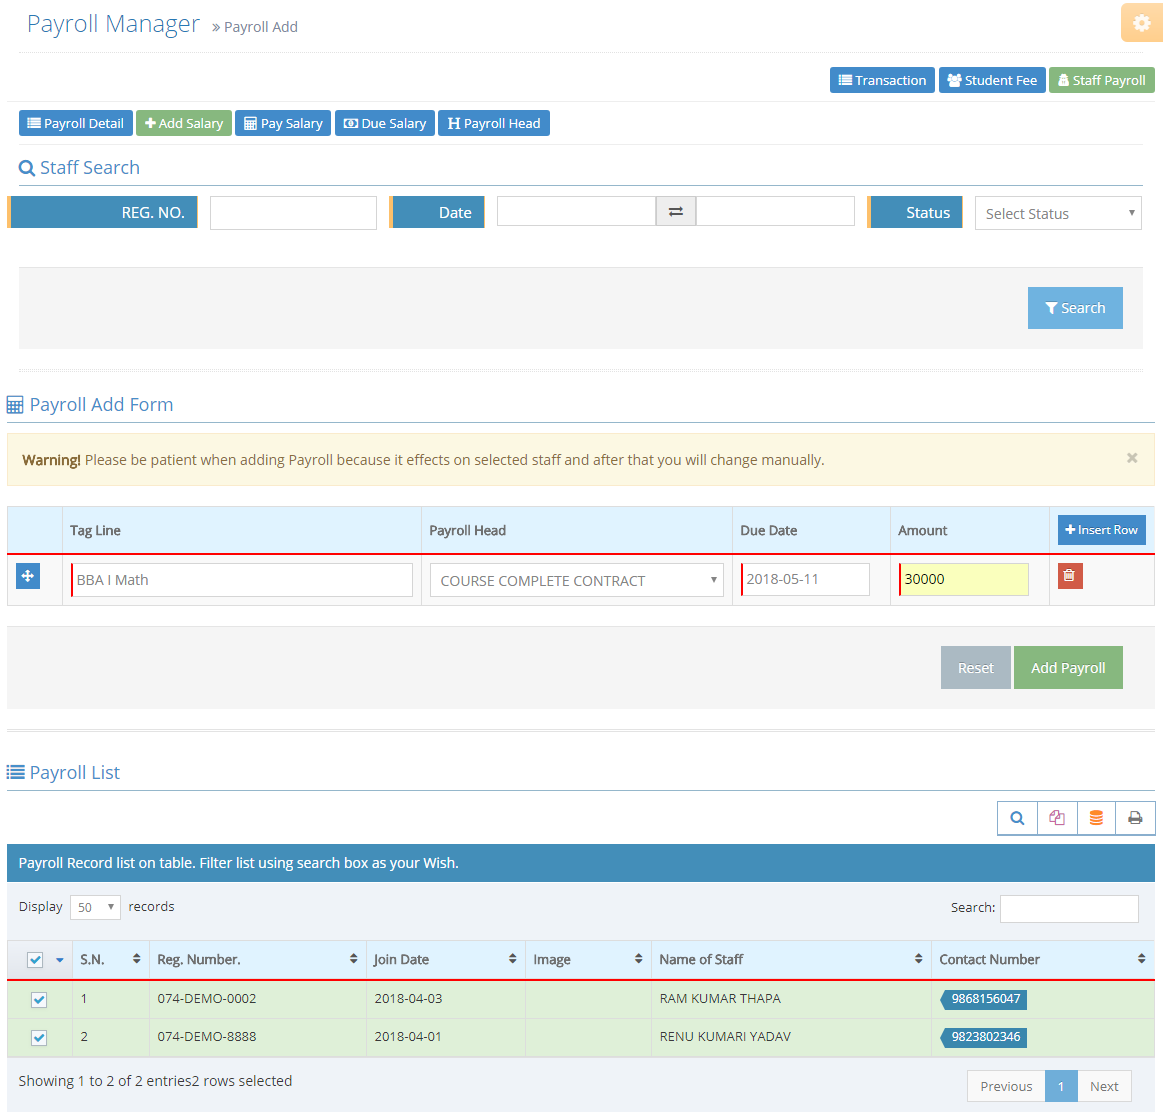 Payroll Manager » Payroll Add
Transaction Student Fee Staff Payroll
Payroll Detail Add Salary Pay Salary Due Salary H Payroll Head
Staff Search
REG. NO. Date Status Select Status
Search
Payroll Add Form
Warning! Please be patient when adding Payroll because it effects on selected staff and after that you will change manually. ×
Tag Line Payroll Head Due Date Amount + Insert Row
BBA I Math COURSE COMPLETE CONTRACT 2018-05-11 30000
Reset Add Payroll
Payroll List
Payroll Record list on table. Filter list using search box as your Wish.
Display 50 records Search:
S.N. Reg. Number. Join Date Image Name of Staff Contact Number
1 074-DEMO-0002 2018-04-03 RAM KUMAR THAPA 9868156047
2 074-DEMO-8888 2018-04-01 RENU KUMARI YADAV 9823802346
Showing 1 to 2 of 2 entries2 rows selected
Previous 1 Next